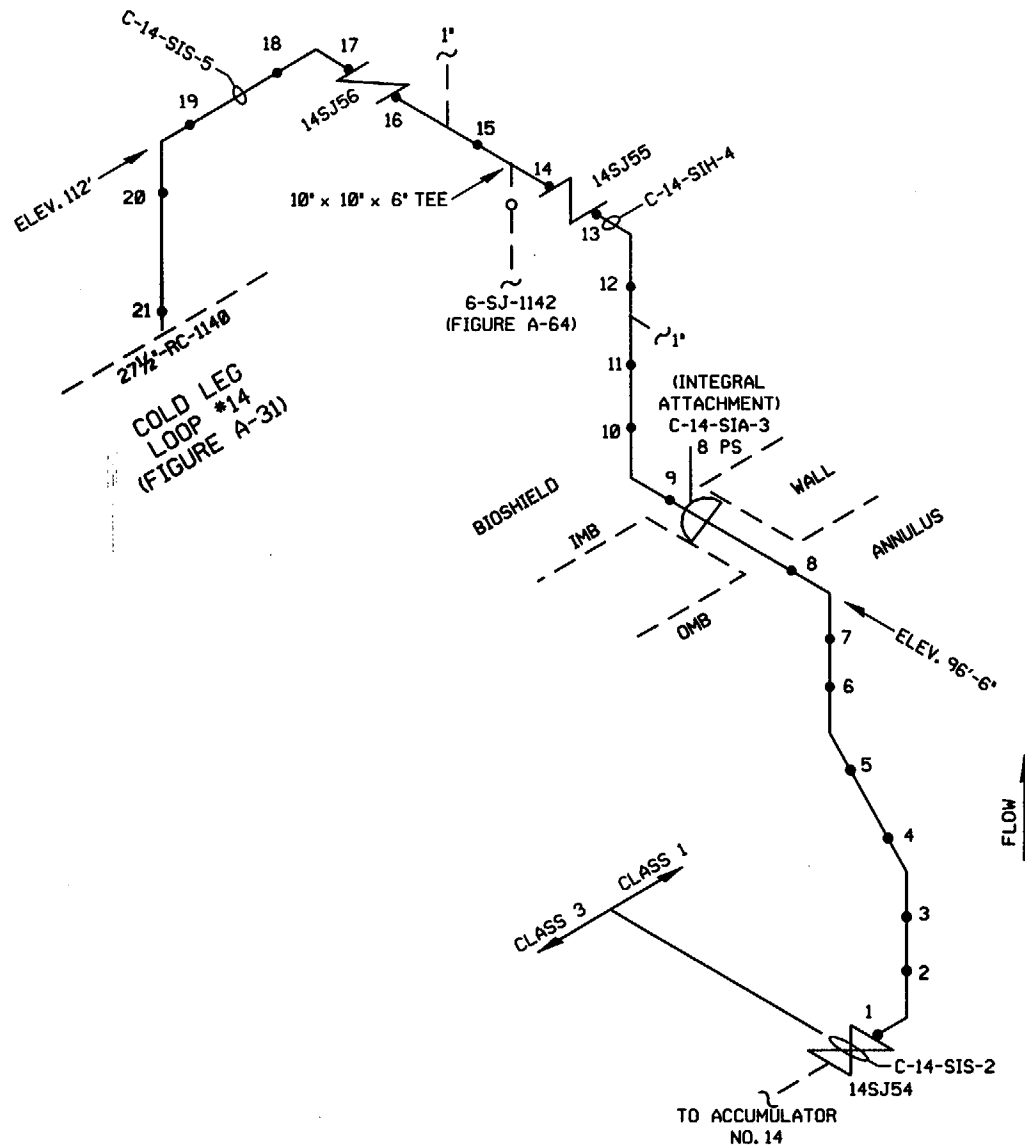 C-14-SIS-5
18
17
1"
19
14SJ56
16
15
14
14SJ55
C-14-SIH-4
ELEV. 112'
20
10" x 10" x 6" TEE
13
12
6-SJ-1142
(FIGURE A-64)
1"
21
27½"-RC-1140
COLD LEG
LOOP #14
(FIGURE A-31)
11
(INTEGRAL
ATTACHMENT)
C-14-SIA-3
8 PS
10
9
WALL
BIOSHIELD
IMB
ANNULUS
8
OMB
7
ELEV. 96'-6"
6
5
FLOW
4
CLASS 1
CLASS 3
3
2
1
C-14-SIS-2
14SJ54
TO ACCUMULATOR
NO. 14